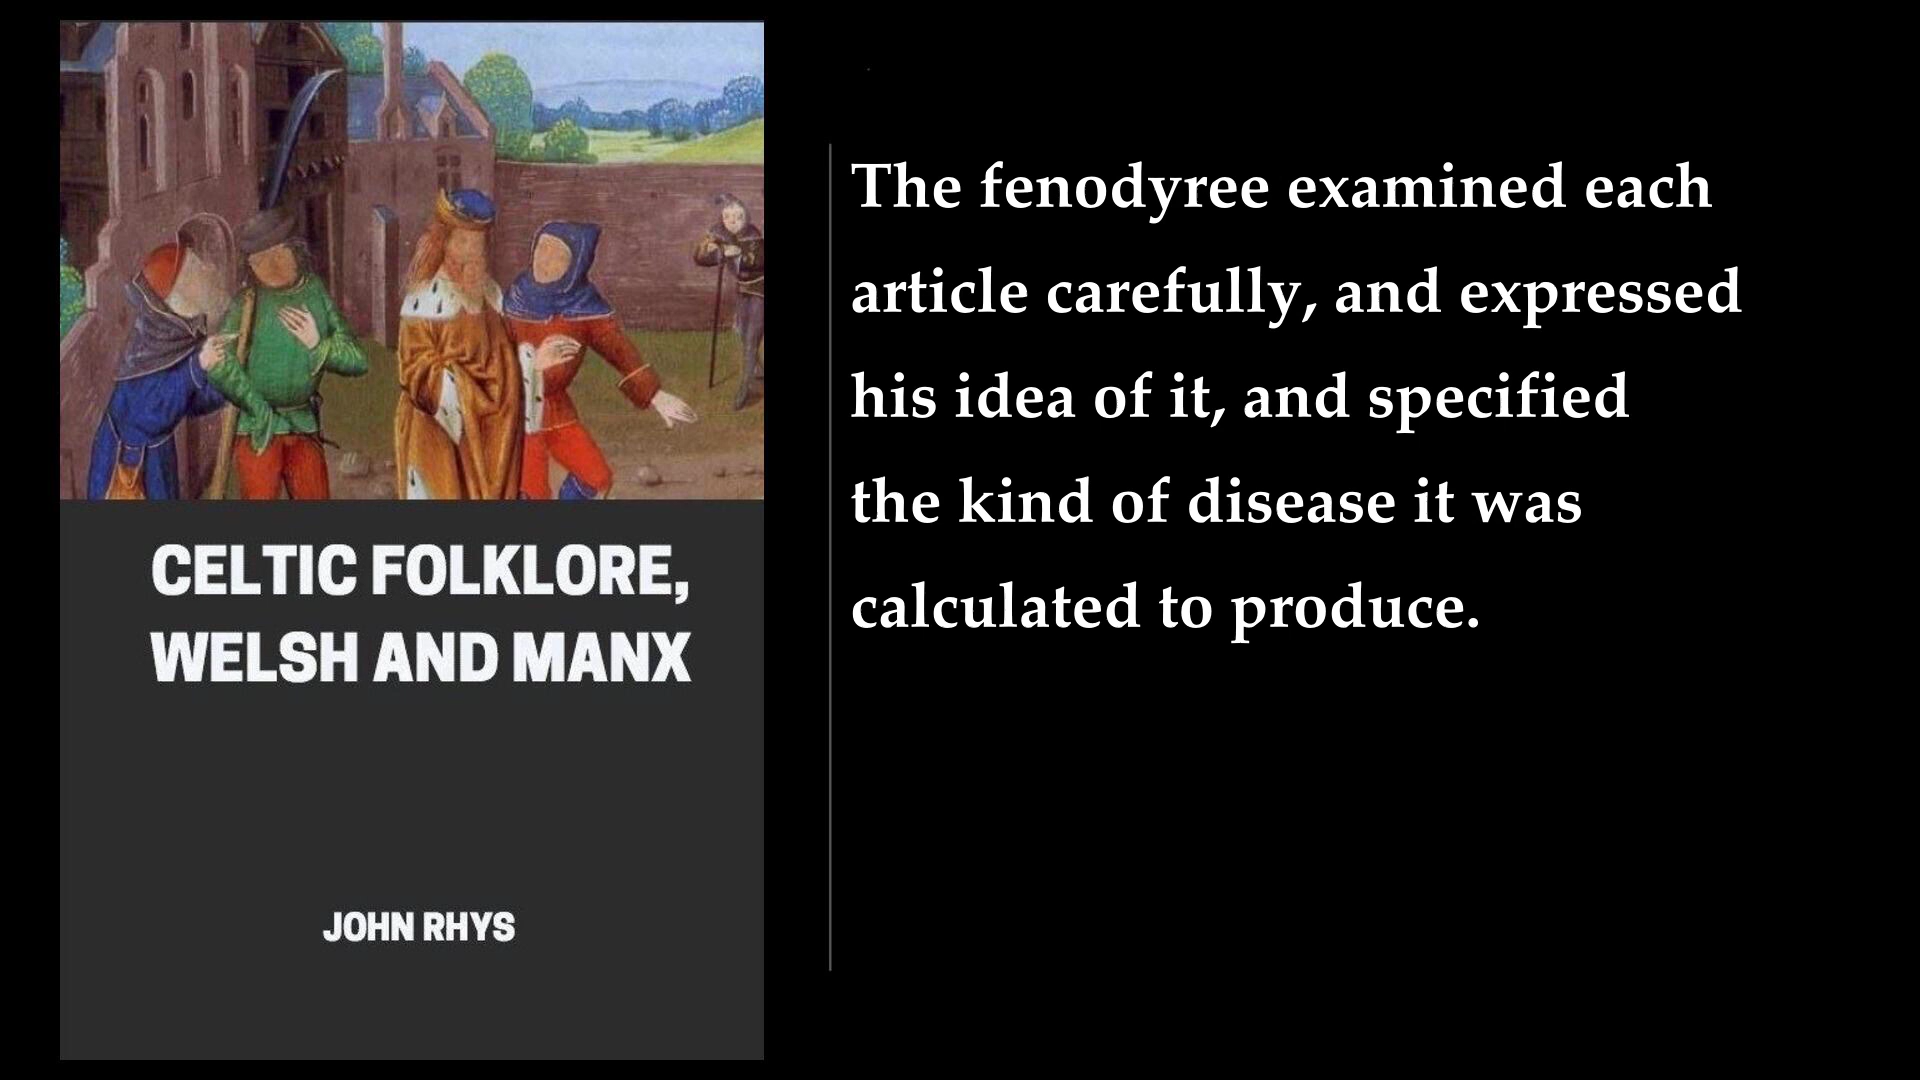 CELTIC FOLKLORE,
WELSH AND MANX
JOHN RHYS
The fenodyree examined each
article carefully, and expressed
his idea of it, and specified
the kind of disease it was
calculated to produce.